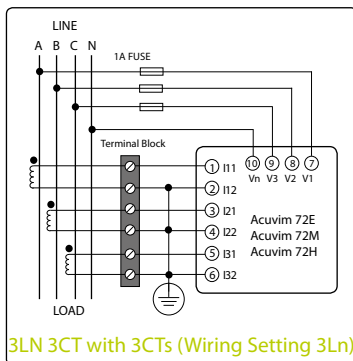 LINE
A B C N
1A FUSE
Terminal Block
10 9 8 7
Vn V3 V2 V1
1 I11
2 I12
3 I21
4 I22
5 I31
6 I32
Acuvim 72E
Acuvim 72M
Acuvim 72H
LOAD
3LN 3CT with 3CTs (Wiring Setting 3Ln)